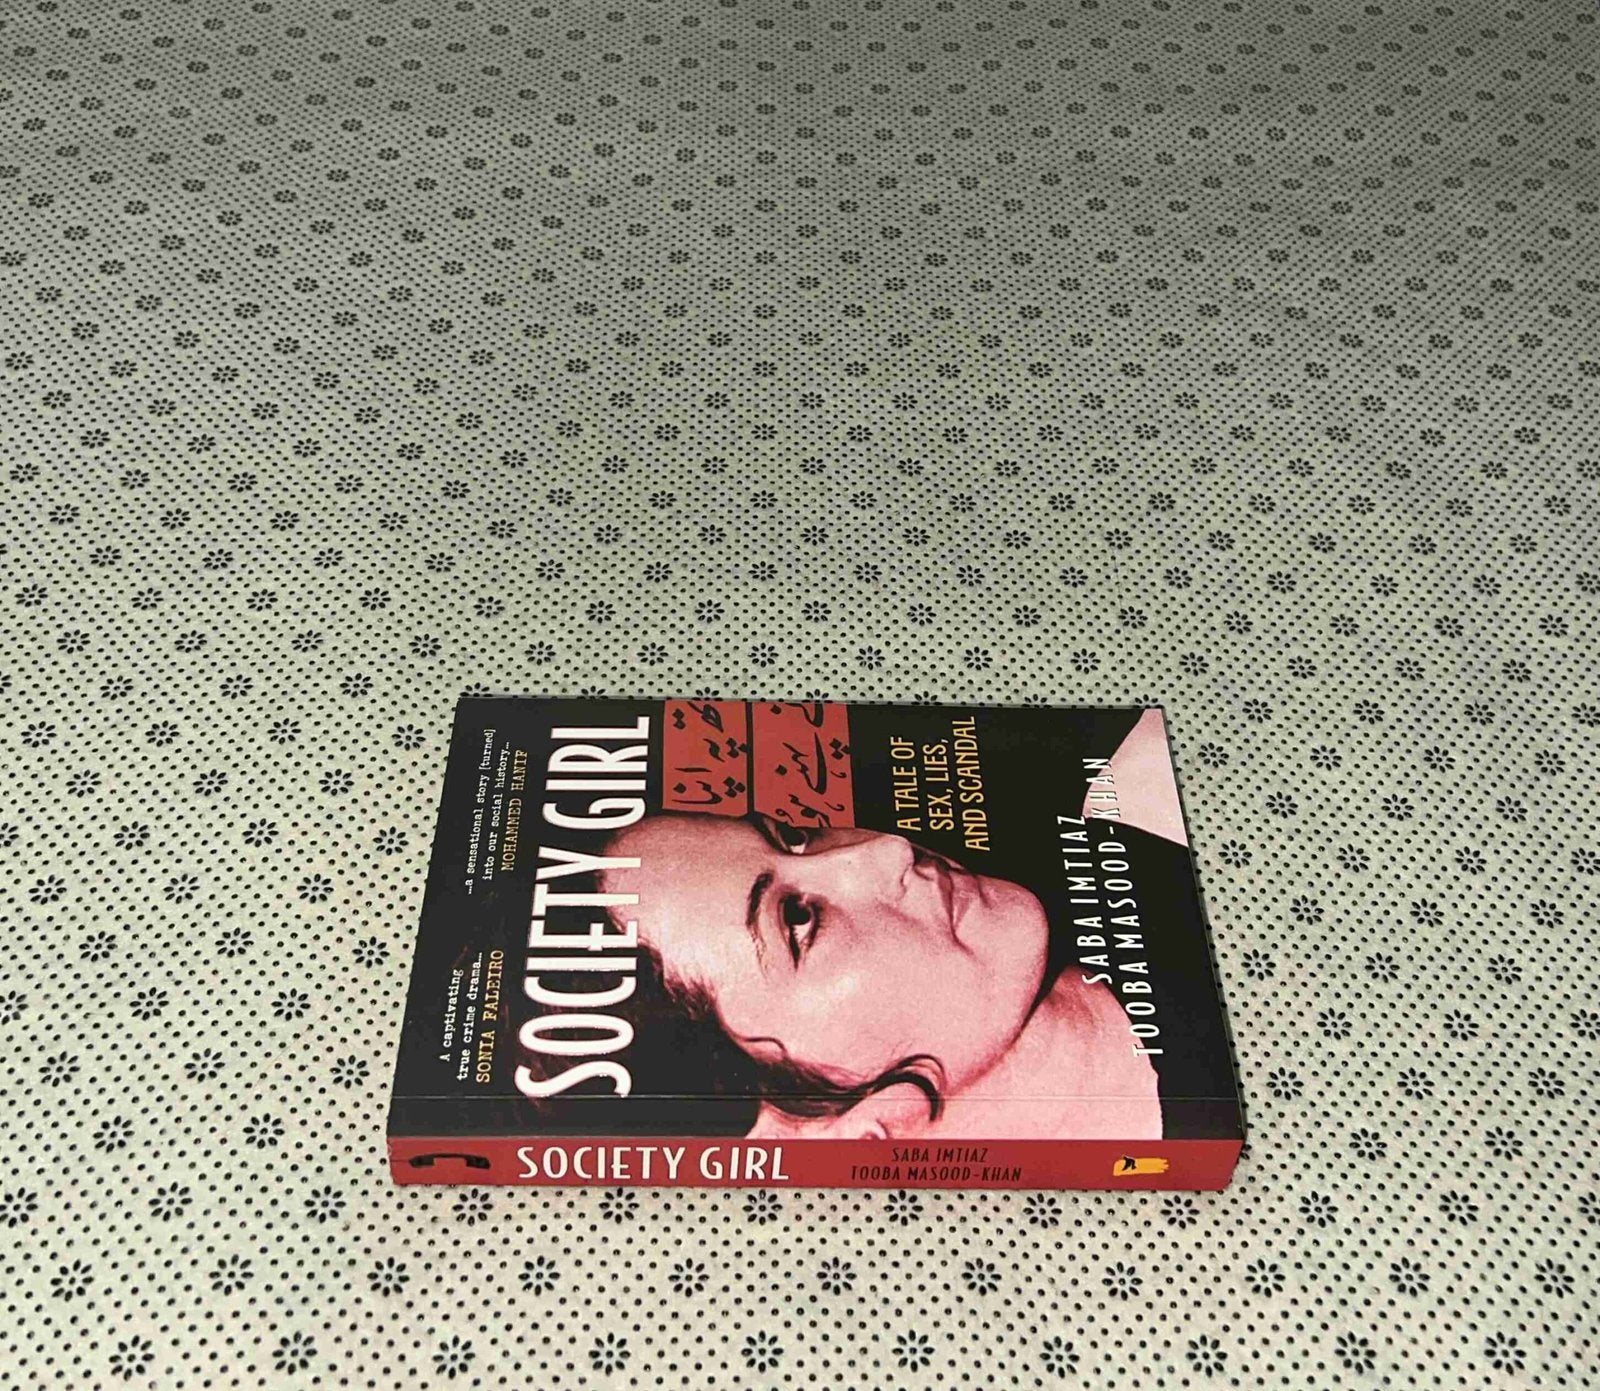 A captivating
true crime drama...
SONIA FALEIRO
...a sensational story [turned]
into our social history...
MOHAMMED HANIF
SOCIETY GIRL
A TALE OF
SEX, LIES,
AND SCANDAL
SABA IMTIAZ
TOOBA MASOOD-KHAN
SOCIETY GIRL
SABA IMTIAZ
TOOBA MASOOD-KHAN